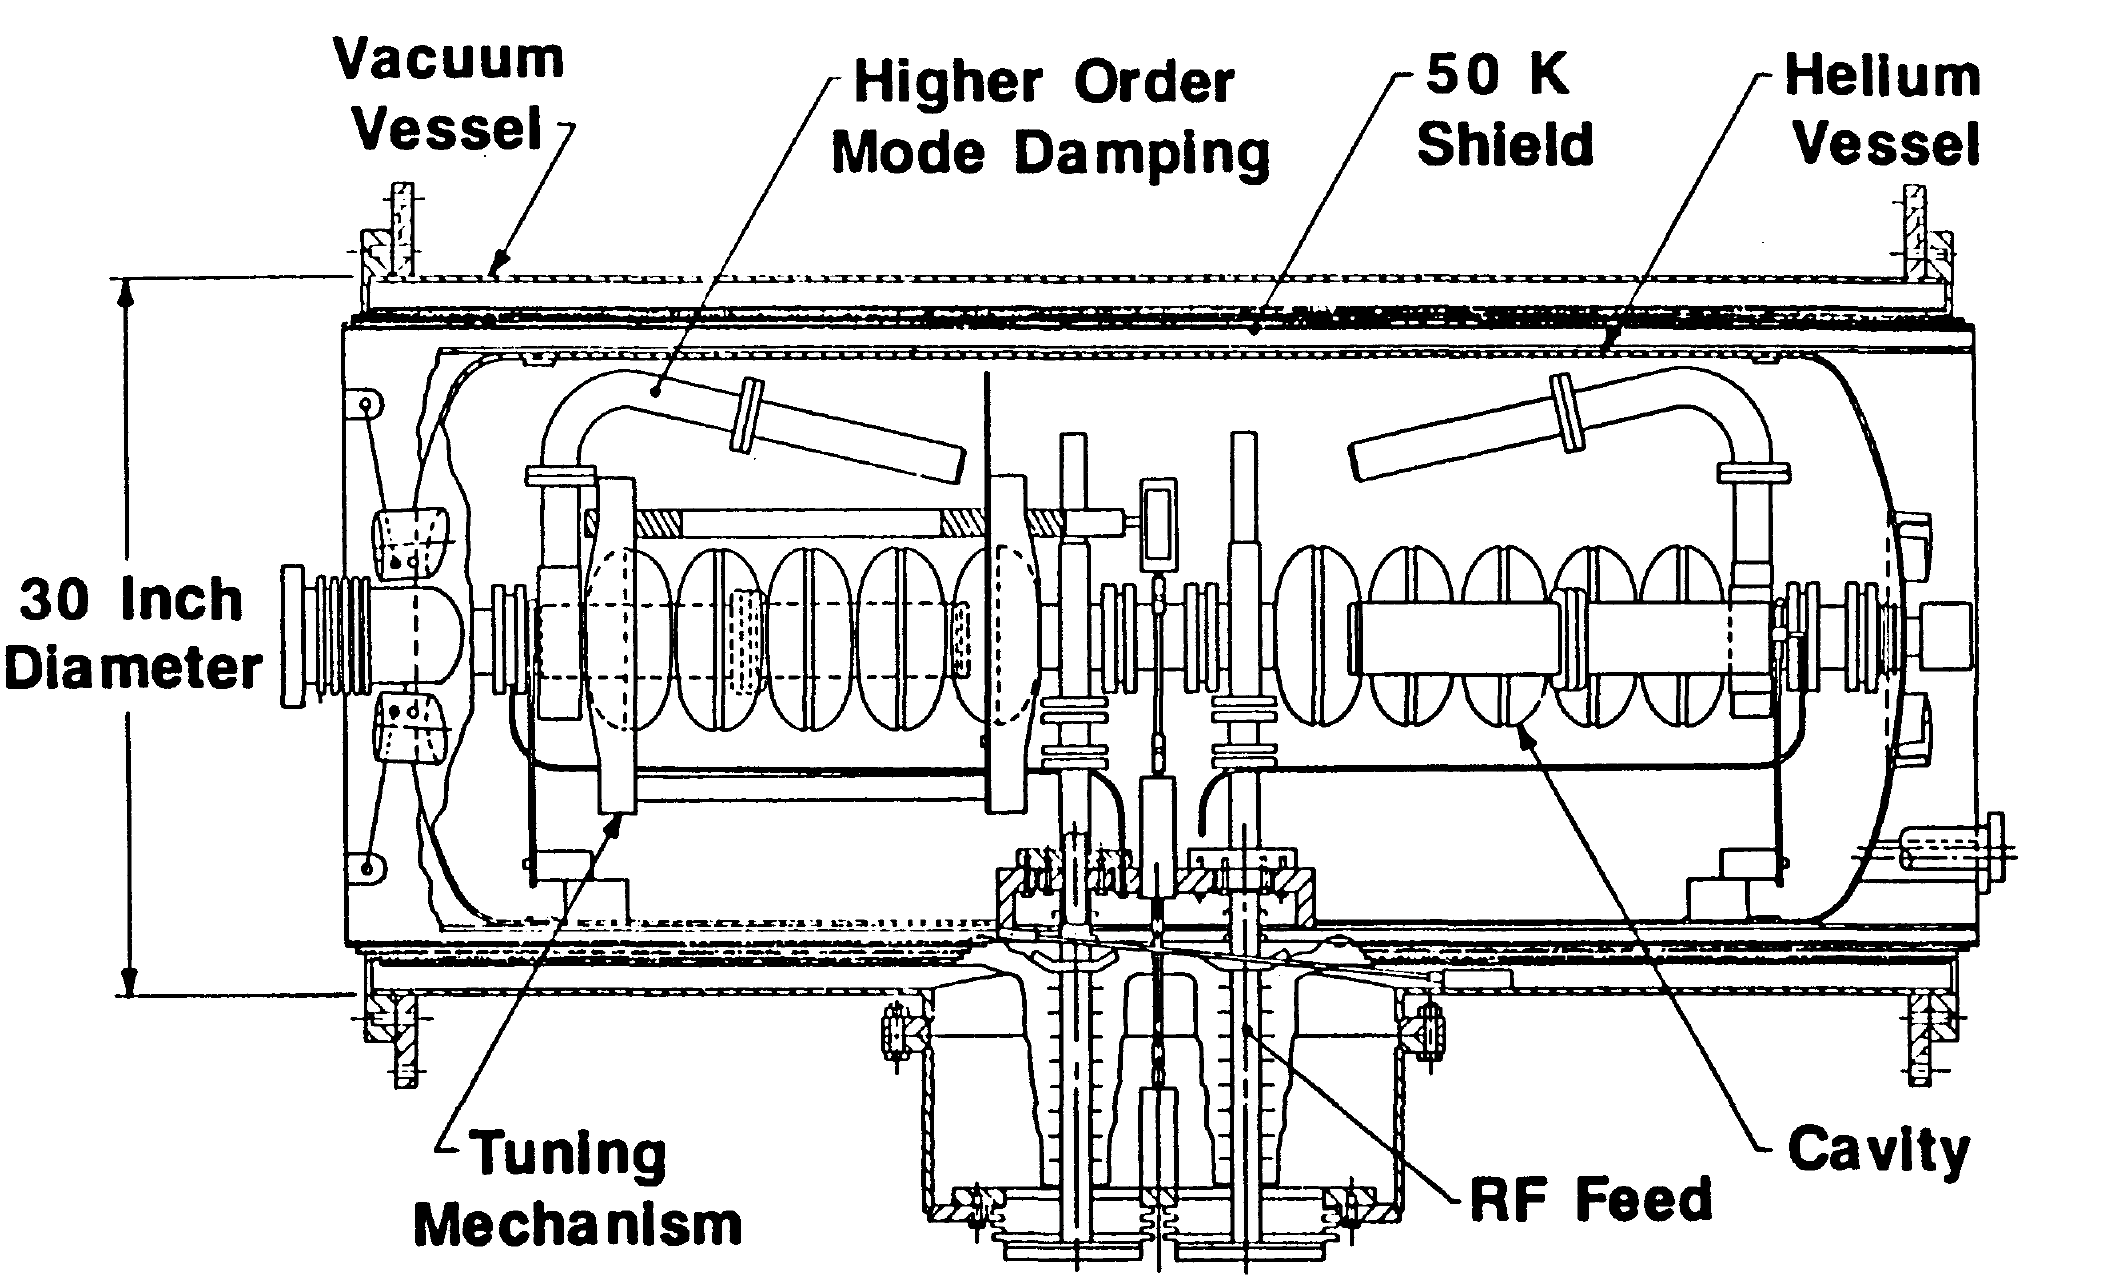 Vacuum
Vessel
Higher Order
Mode Damping
50 K
Shield
Helium
Vessel
30 Inch
Diameter
Tuning
Mechanism
RF Feed
Cavity